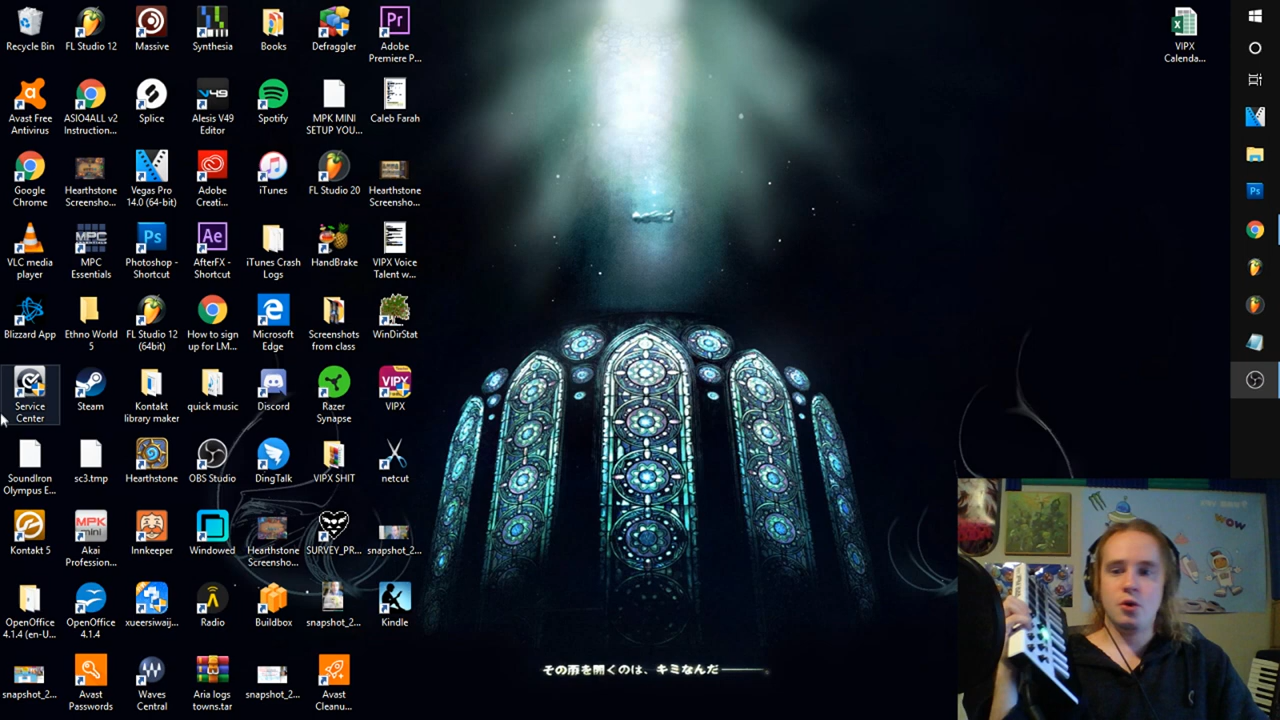 Recycle Bin
FL Studio 12
Massive
Synthesia
Books
Defraggler
Adobe
Premiere P...
Avast Free
Antivirus
ASIO4ALL v2
Instruction...
Splice
V49
Alesis V49
Editor
Spotify
MPK MINI
SETUP YOU...
Caleb Farah
Google
Chrome
Hearthstone
Screensho...
Vegas Pro
14.0 (64-bit)
Adobe
Creati...
iTunes
FL Studio 20
Hearthstone
Screensho...
VLC media
player
MPC
Essentials
Photoshop -
Shortcut
AfterFX -
Shortcut
iTunes Crash
Logs
HandBrake
VIPX Voice
Talent w...
Blizzard App
Ethno World
5
FL Studio 12
(64bit)
How to sign
up for LM...
Microsoft
Edge
Screenshots
from class
WinDirStat
Service
Center
Steam
Kontakt
library maker
quick music
Discord
Razer
Synapse
VIPX
SoundIron
Olympus E...
sc3.tmp
Hearthstone
OBS Studio
DingTalk
VIPX SHIT
netcut
Kontakt 5
Akai
Profession...
Innkeeper
Windowed
Hearthstone
Screensho...
SURVEY_PR...
snapshot_2...
OpenOffice
4.1.4 (en-U...
OpenOffice
4.1.4
xueersiwaij...
Radio
Buildbox
snapshot_2...
Kindle
snapshot_2...
Avast
Passwords
Waves
Central
Aria logs
towns.tar
snapshot_2...
Avast
Cleanu...
VIPX
Calenda...
その扉を開くのは、キミなんだ———。
WOW